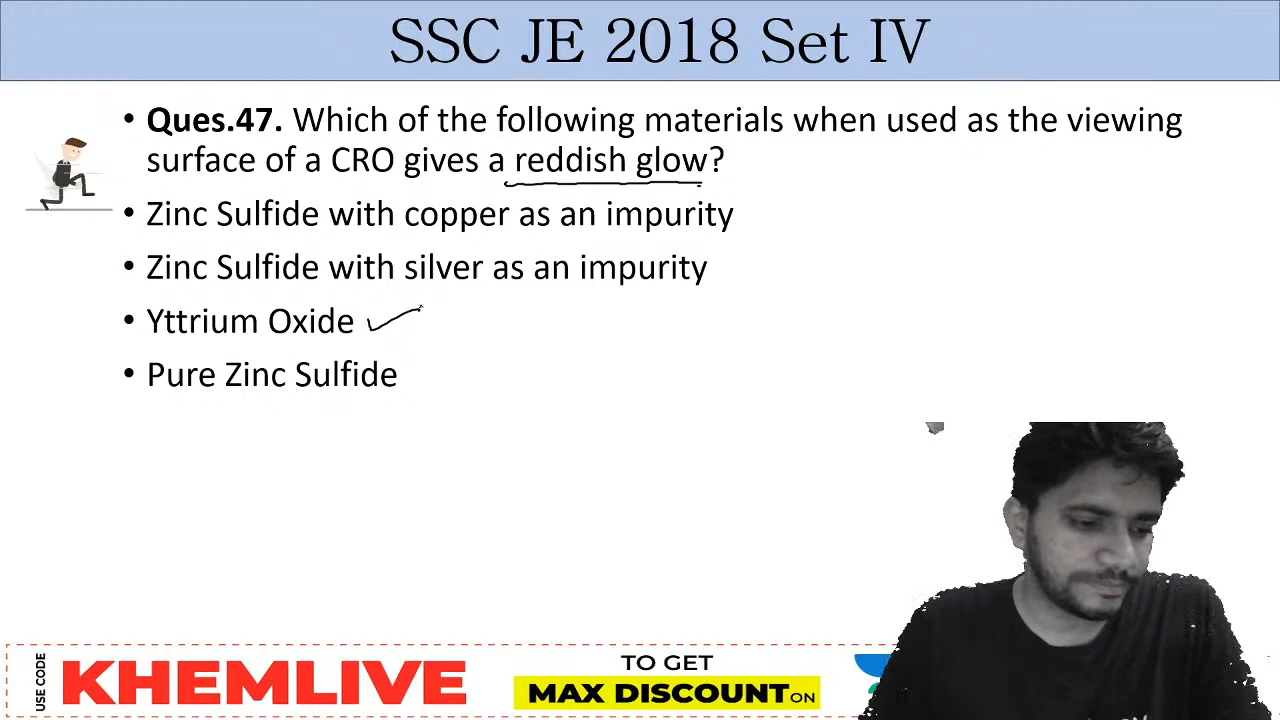 SSC JE 2018 Set IV
• Ques.47. Which of the following materials when used as the viewing
surface of a CRO gives a reddish glow?
• Zinc Sulfide with copper as an impurity
• Zinc Sulfide with silver as an impurity
• Yttrium Oxide
• Pure Zinc Sulfide
USE CODE
KHEMLIVE
TO GET
MAX DISCOUNT ON